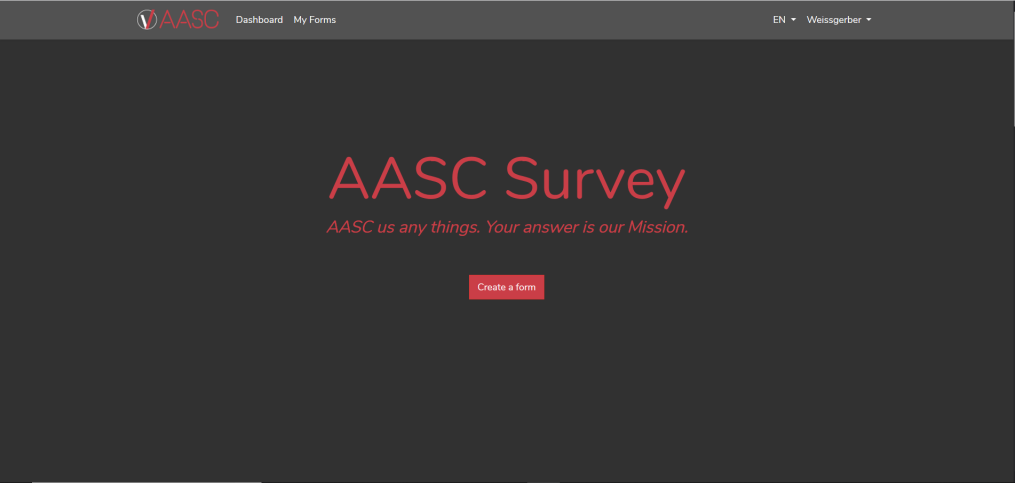 AASC Dashboard My Forms EN Weissgerber
AASC Survey
AASC us any things. Your answer is our Mission.
Create a form